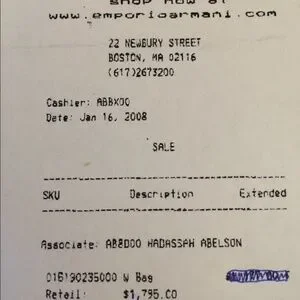 SHOP NOW at
www.emporioarmani.com
22 NEWBURY STREET
BOSTON, MA 02116
(617)2673200
Cashier: ABBX00
Date: Jan 16, 2008
SALE
SKU Description Extended
Associate: AB2D00 HADASSAH ABELSON
016190235000 W Bag
Retail: $1,795.00